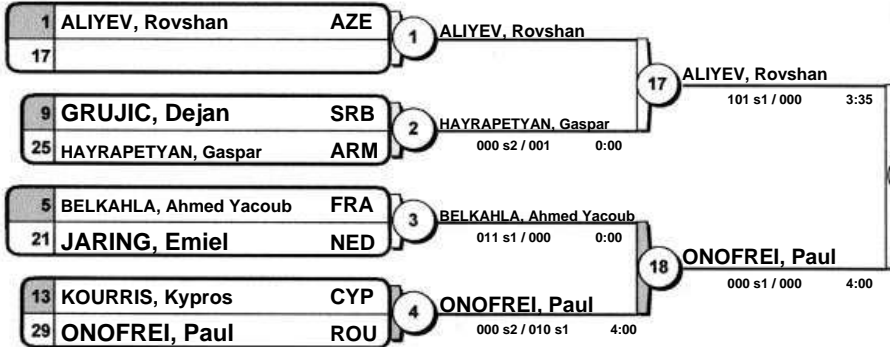 1 ALIYEV, Rovshan AZE
17
1
ALIYEV, Rovshan
9 GRUJIC, Dejan SRB
25 HAYRAPETYAN, Gaspar ARM
2
HAYRAPETYAN, Gaspar
000 s2 / 001 0:00
17
ALIYEV, Rovshan
101 s1 / 000 3:35
5 BELKAHLA, Ahmed Yacoub FRA
21 JARING, Emiel NED
3
BELKAHLA, Ahmed Yacoub
011 s1 / 000 0:00
13 KOURRIS, Kypros CYP
29 ONOFREI, Paul ROU
4
ONOFREI, Paul
000 s2 / 010 s1 4:00
18
ONOFREI, Paul
000 s1 / 000 4:00